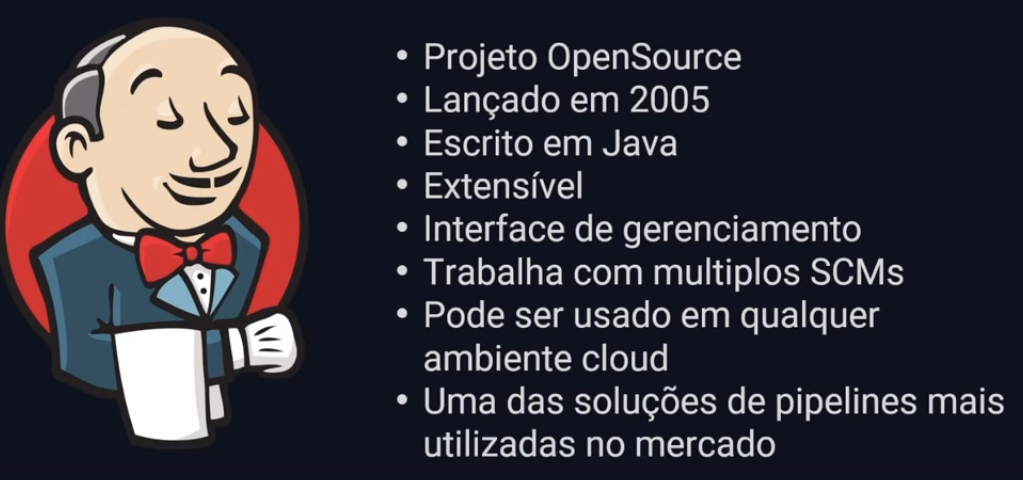 • Projeto OpenSource
• Lançado em 2005
• Escrito em Java
• Extensível
• Interface de gerenciamento
• Trabalha com multiplos SCMs
• Pode ser usado em qualquer
ambiente cloud
• Uma das soluções de pipelines mais
utilizadas no mercado